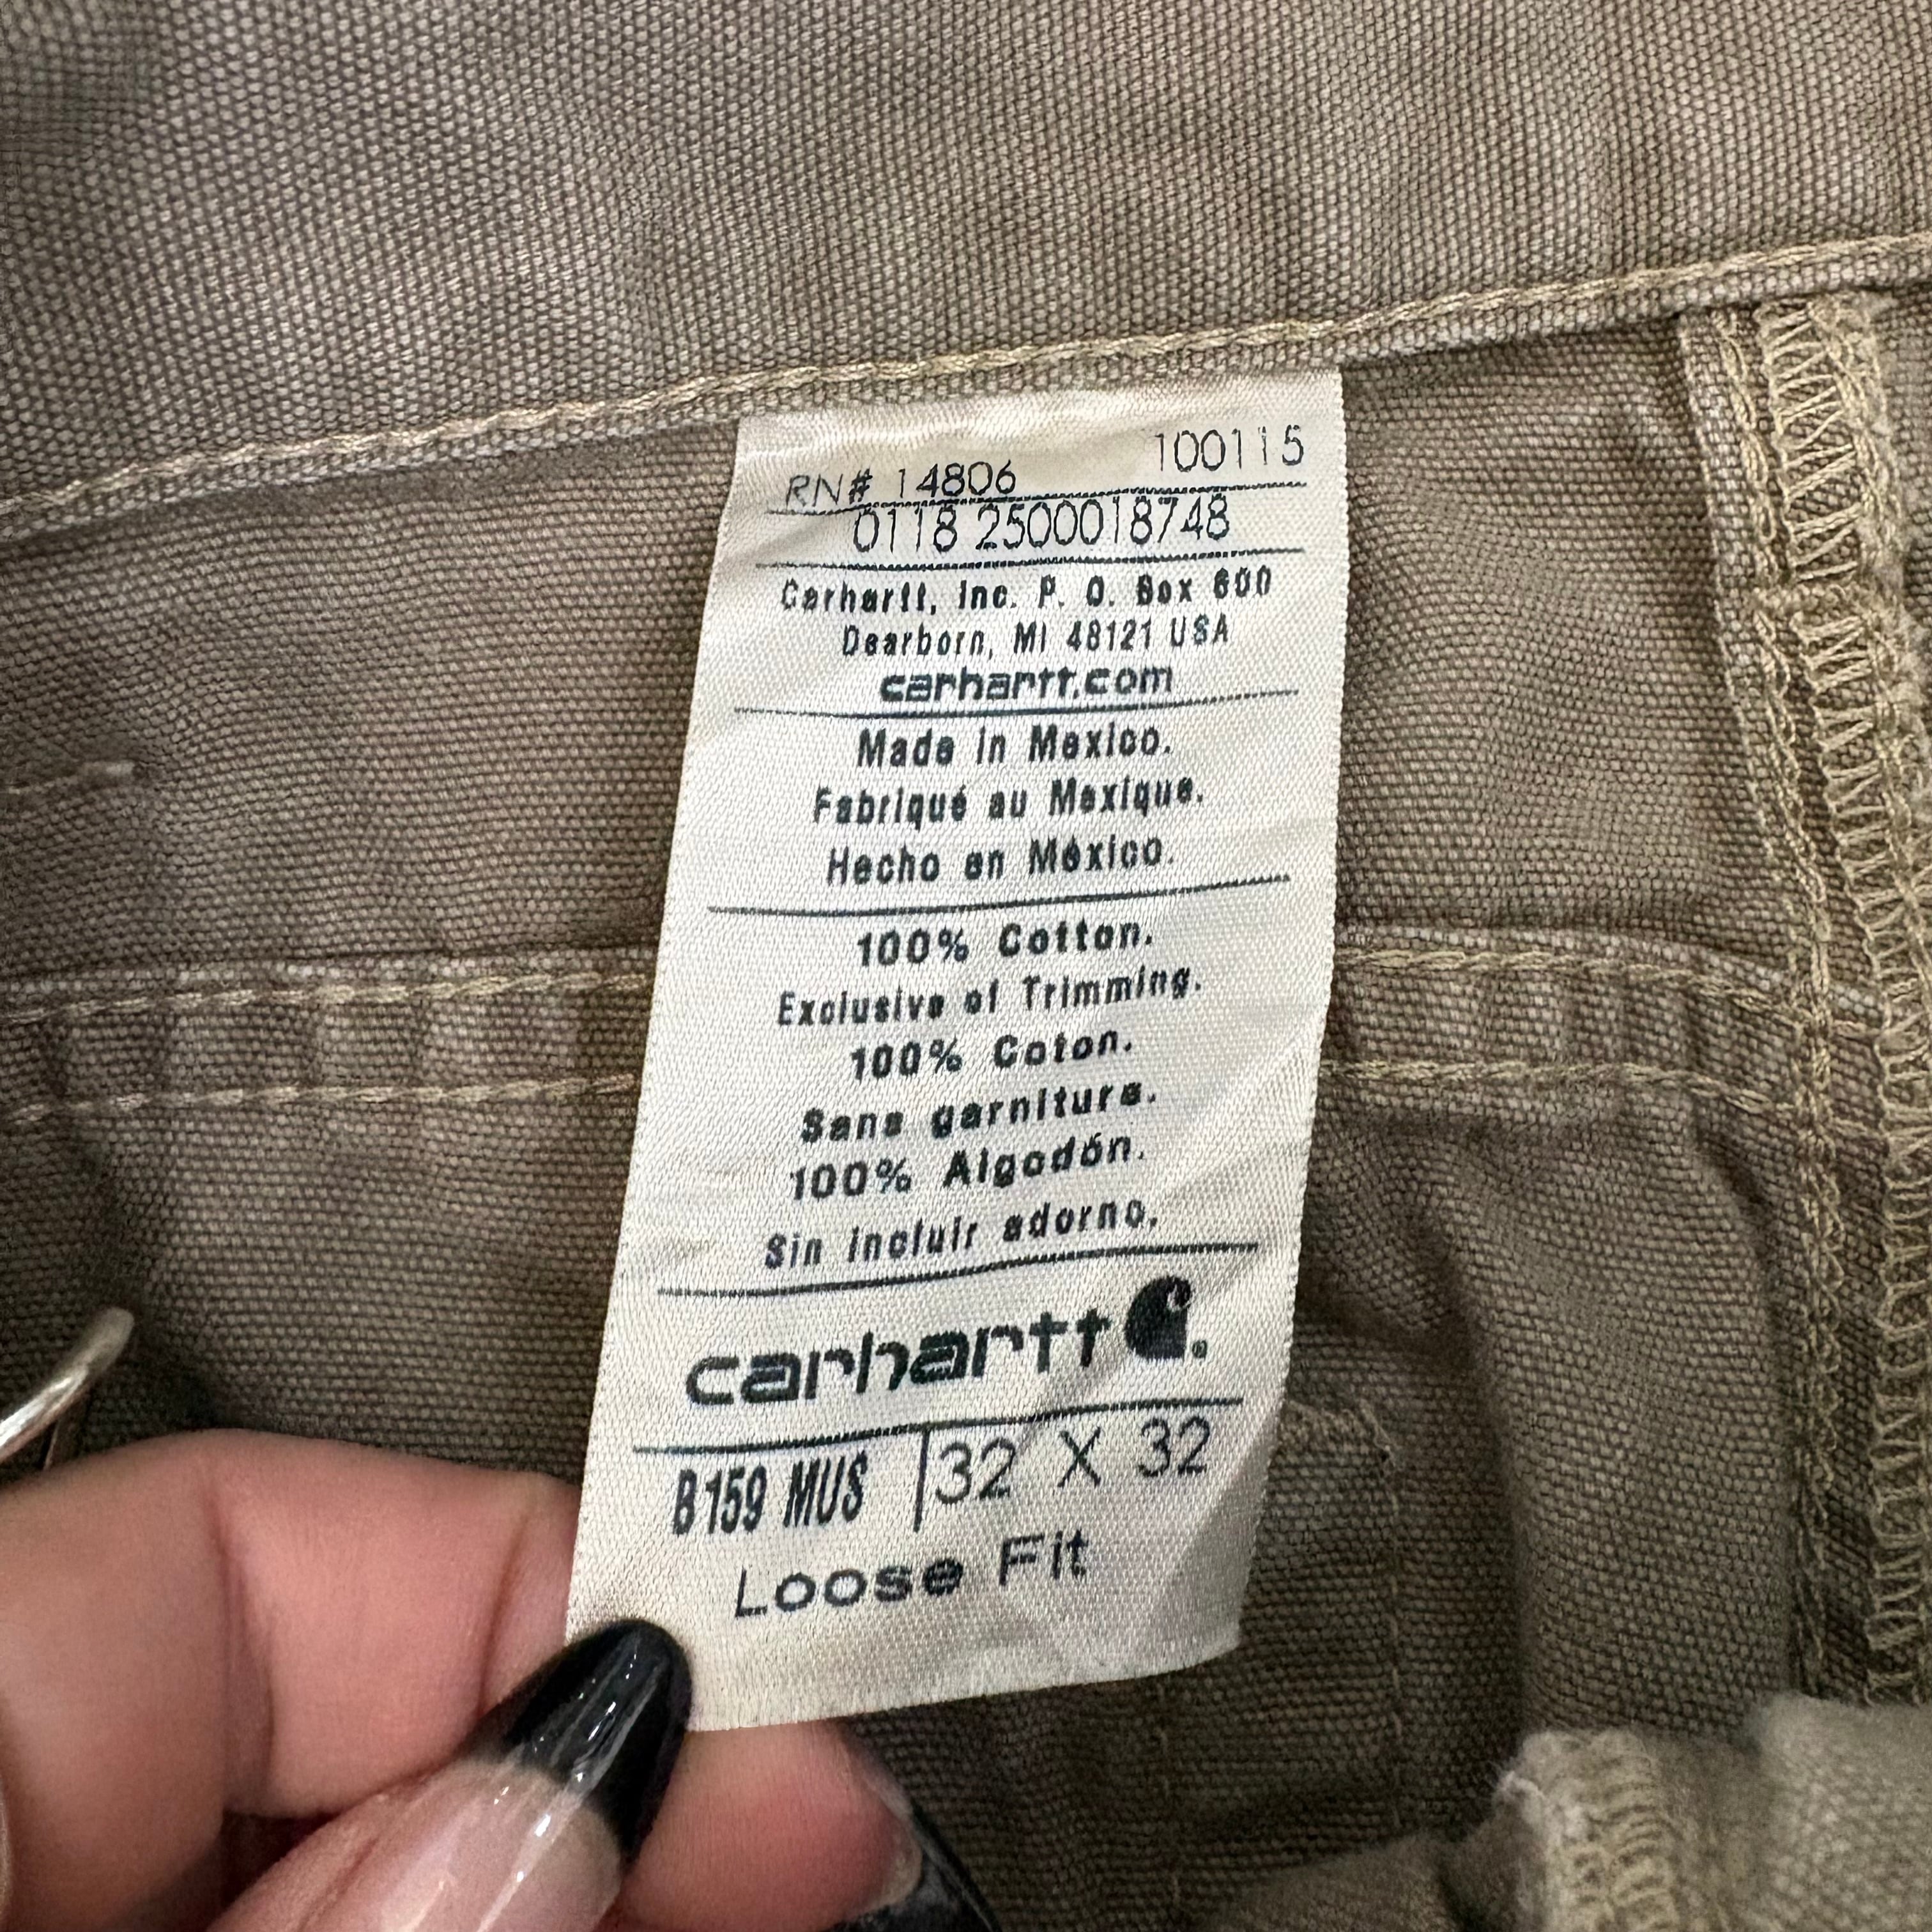 RN# 14806 100115
0118 2500018748
Carhartt, Inc. P. O. Box 600
Dearborn, MI 48121 USA
carhartt.com
Made in Mexico.
Fabriqué au Mexique.
Hecho en México.
100% Cotton.
Exclusive of Trimming.
100% Coton.
Sans garniture.
100% Algodón.
Sin incluir adorno.
carhartt
B159 MUS 32 X 32
Loose Fit